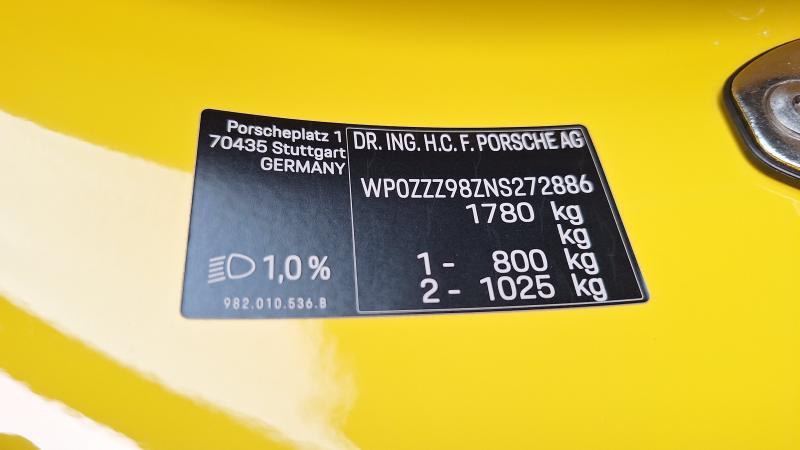 Porscheplatz 1
70435 Stuttgart
GERMANY
1,0 %
982.010.536.B
DR. ING. H.C. F. PORSCHE AG
WP0ZZZ98ZNS272886
1780 kg
kg
1 - 800 kg
2 - 1025 kg